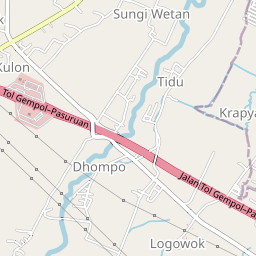 Sungi Wetan
Kulon
Tidu
Tol Gempol-Pasuruan
Krapya
Dhompo
Jalan Tol Gempol-Pa
Logowok